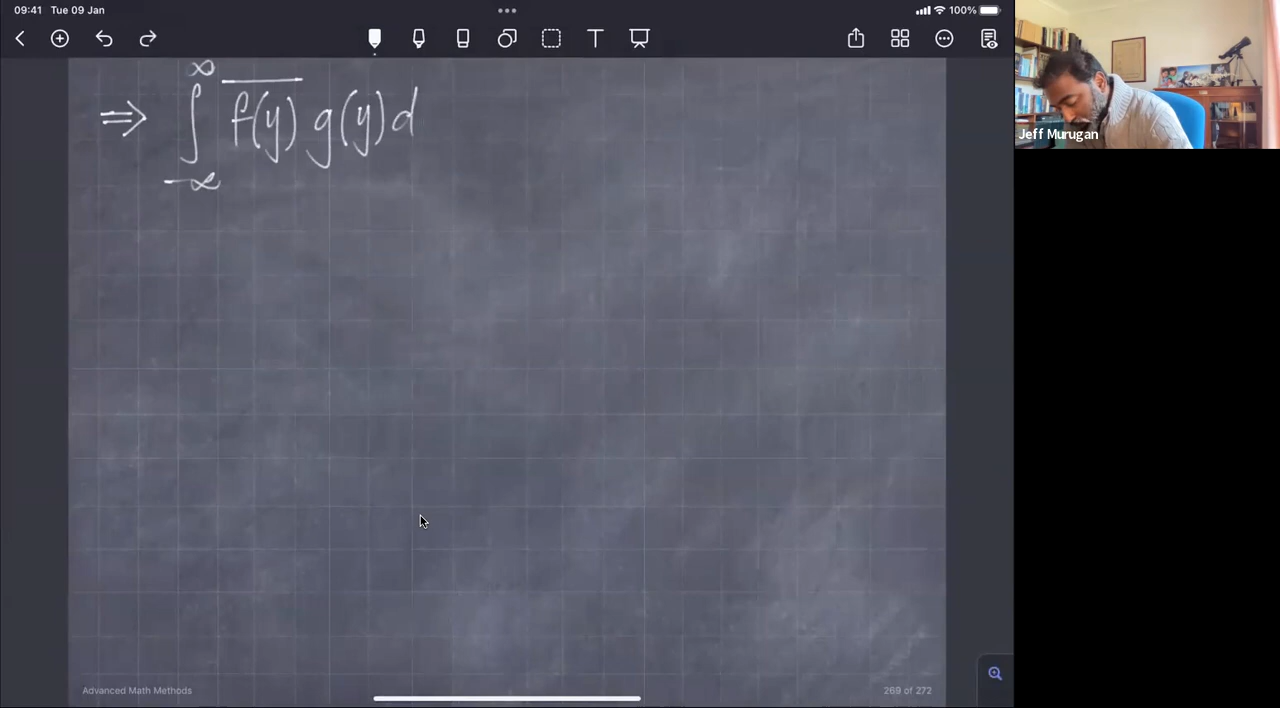 09:41 Tue 09 Jan
100%
⇒ ∫_{-∞}^{∞} \overline{f(y)} g(y) d
Jeff Murugan
Advanced Math Methods
269 of 272